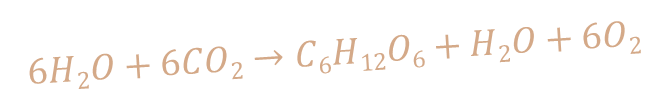 6H₂O + 6CO₂ → C₆H₁₂O₆ + H₂O + 6O₂